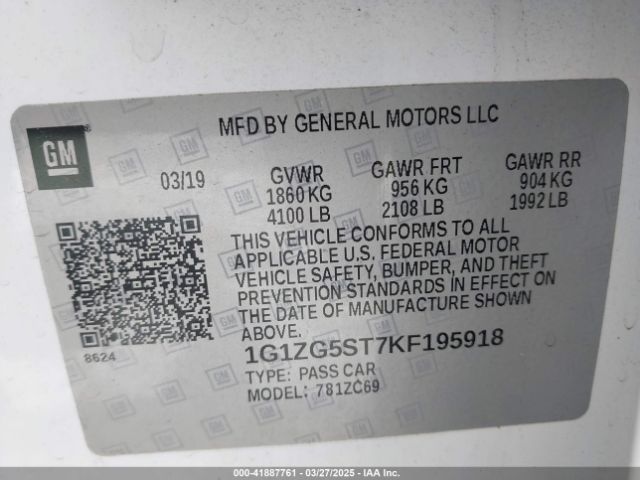 MFD BY GENERAL MOTORS LLC
GM
03/19
GVWR
1860 KG
4100 LB
GAWR FRT
956 KG
2108 LB
GAWR RR
904 KG
1992 LB
THIS VEHICLE CONFORMS TO ALL
APPLICABLE U.S. FEDERAL MOTOR
VEHICLE SAFETY, BUMPER, AND THEFT
PREVENTION STANDARDS IN EFFECT ON
THE DATE OF MANUFACTURE SHOWN
ABOVE.
8624
1G1ZG5ST7KF195918
TYPE: PASS CAR
MODEL: 781ZC69
000-41887761 - 03/27/2025 - IAA Inc.